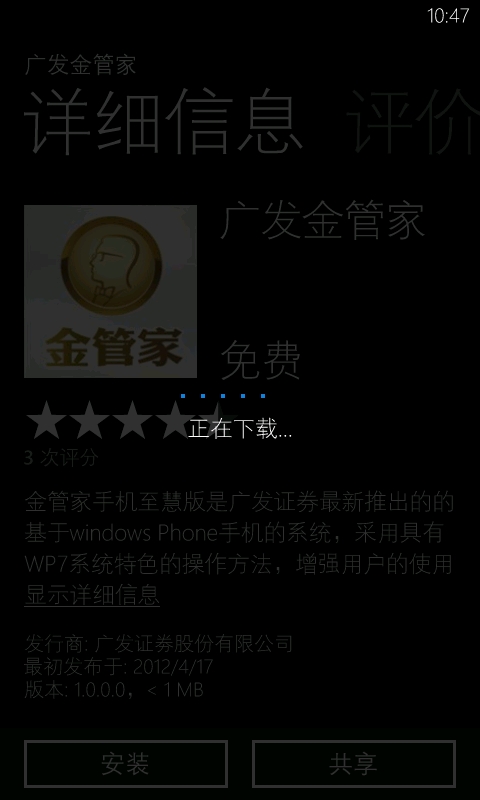 10:47
广发金管家
详细信息 评价
广发金管家
金管家
免费
正在下载...
3 次评分
金管家手机至慧版是广发证券最新推出的的
基于windows Phone手机的系统，采用具有
WP7系统特色的操作方法，增强用户的使用
显示详细信息
发行商: 广发证券股份有限公司
最初发布于: 2012/4/17
版本: 1.0.0.0，< 1 MB
安装 共享